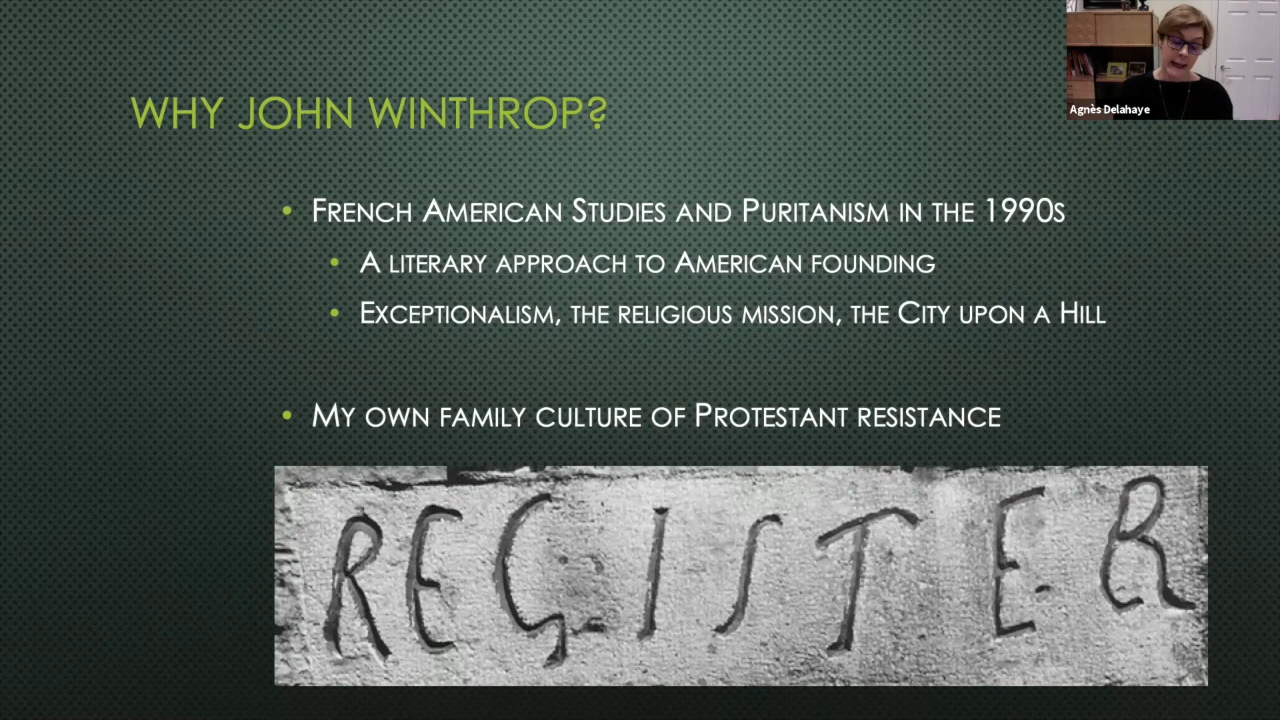 WHY JOHN WINTHROP?
Agnès Delahaye
• FRENCH AMERICAN STUDIES AND PURITANISM IN THE 1990S
• A LITERARY APPROACH TO AMERICAN FOUNDING
• EXCEPTIONALISM, THE RELIGIOUS MISSION, THE CITY UPON A HILL
• MY OWN FAMILY CULTURE OF PROTESTANT RESISTANCE
REGISTER